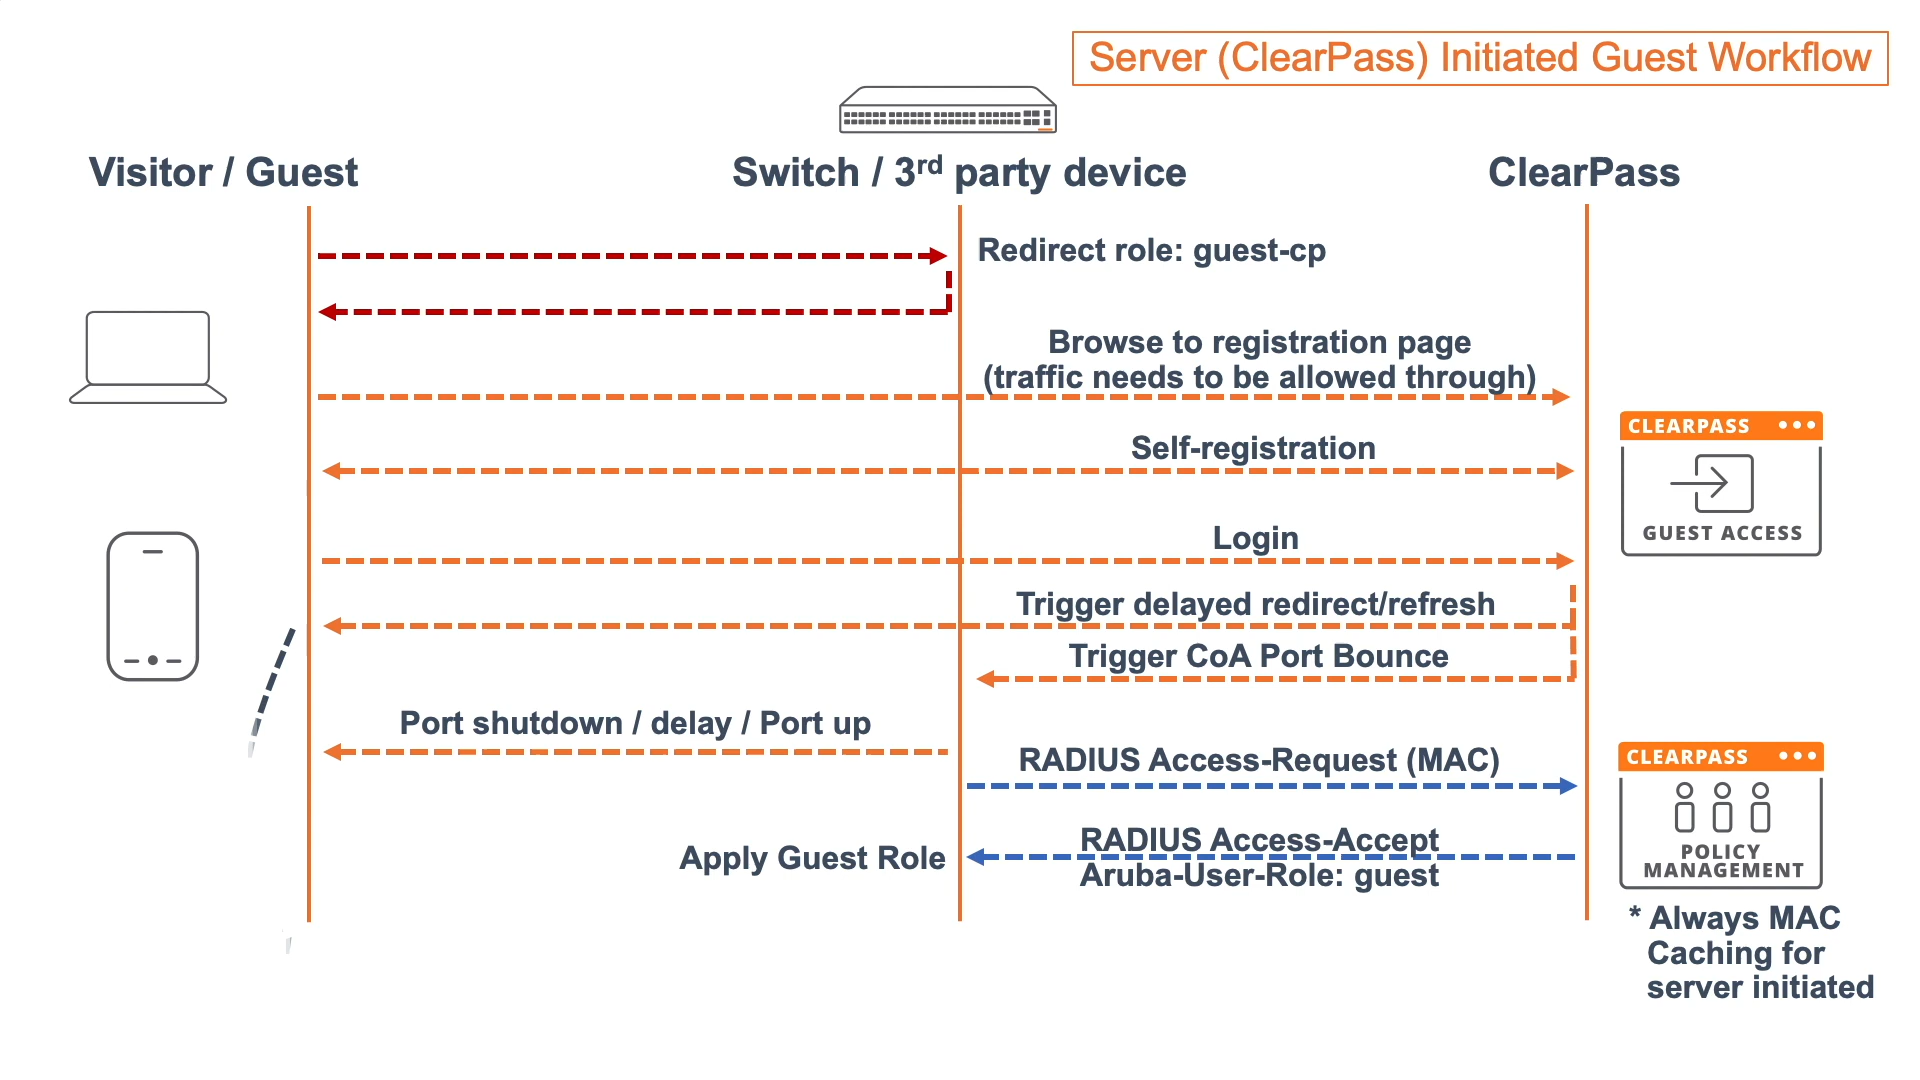 Server (ClearPass) Initiated Guest Workflow
Visitor / Guest
Switch / 3rd party device
ClearPass
Redirect role: guest-cp
Browse to registration page
(traffic needs to be allowed through)
CLEARPASS
GUEST ACCESS
Self-registration
Login
Trigger delayed redirect/refresh
Trigger CoA Port Bounce
Port shutdown / delay / Port up
RADIUS Access-Request (MAC)
CLEARPASS
POLICY
MANAGEMENT
RADIUS Access-Accept
Apply Guest Role
Aruba-User-Role: guest
* Always MAC
Caching for
server initiated